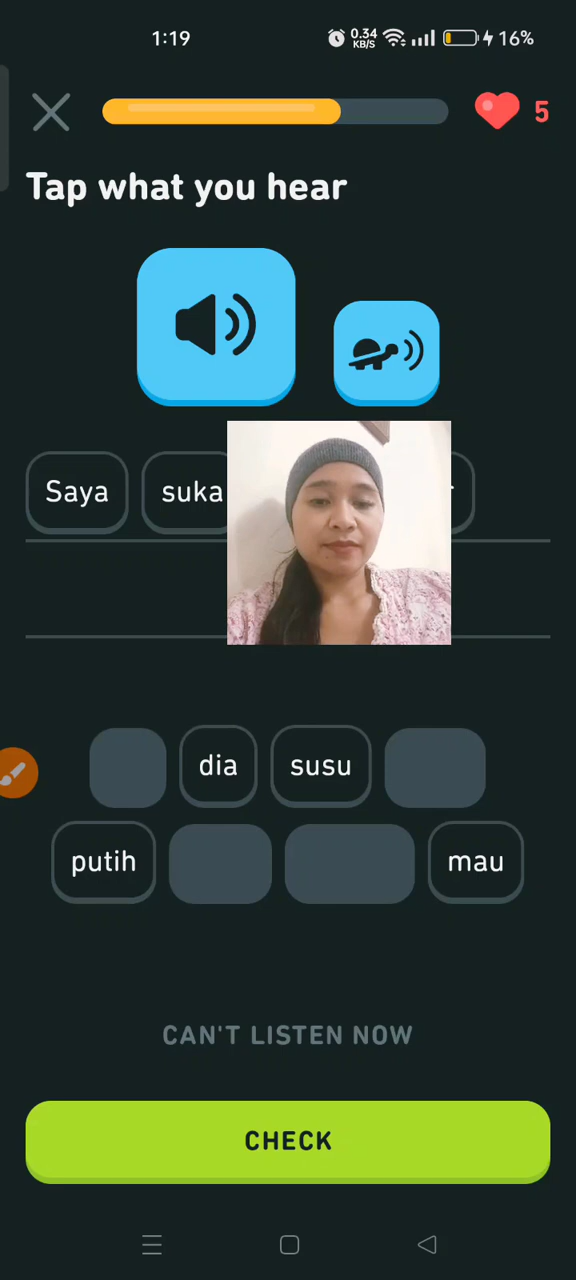 1:19 0.34 KB/S 16%
5
Tap what you hear
Saya suka
dia susu
putih mau
CAN'T LISTEN NOW
CHECK